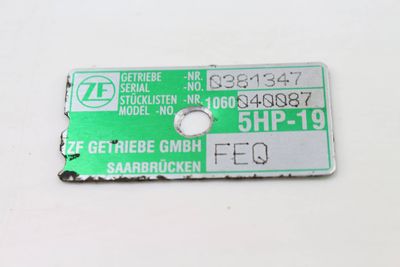 ZF GETRIEBE -NR. 0381347
SERIAL -NO.
STÜCKLISTEN -NR. 1060 040087
MODEL -NO.
5HP-19
ZF GETRIEBE GMBH FEQ
SAARBRÜCKEN